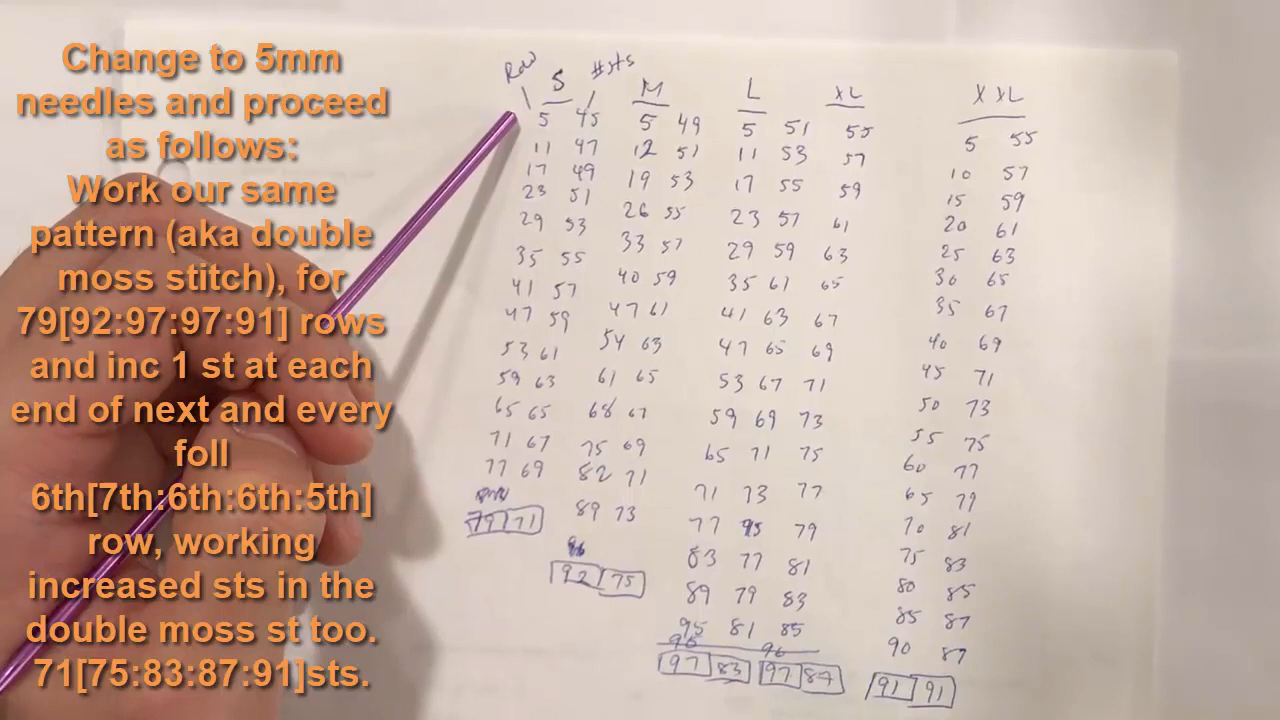 Change to 5mm
needles and proceed
as follows:
Work our same
pattern (aka double
moss stitch), for
79[92:97:97:91] rows
and inc 1 st at each
end of next and every
foll
6th[7th:6th:6th:5th]
row, working
increased sts in the
double moss st too.
71[75:83:87:91]sts.
Row #sts
S M L XL XXL
5 45 5 49 5 51 55 5 55
11 47 12 51 11 53 57 10 57
17 49 19 53 17 55 59 15 59
23 51 26 55 23 57 61 20 61
29 53 33 57 29 59 63 25 63
35 55 40 59 35 61 65 30 65
41 57 47 61 41 63 67 35 67
47 59 54 63 47 65 69 40 69
53 61 61 65 53 67 71 45 71
59 63 68 67 59 69 73 50 73
65 65 75 69 65 71 75 55 75
71 67 82 71 71 73 77 60 77
77 69 89 73 77 79 65 79
79 71 92 75 83 77 81 70 81
89 79 83 75 83
95 81 85 80 85
96 96 85 87
97 83 97 87 90 89
91 91